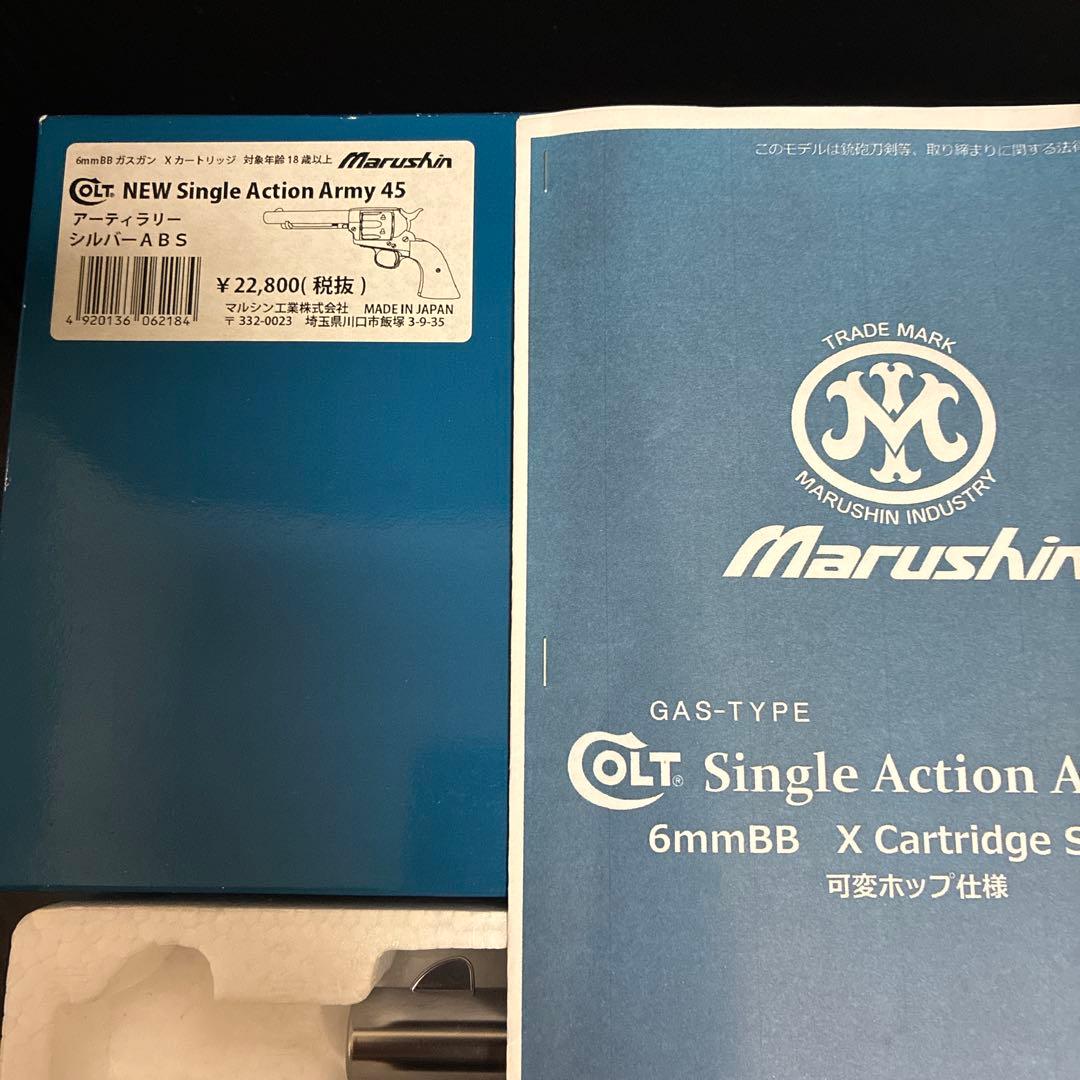 6mmBB ガスガン Xカートリッジ 対象年齢18歳以上 Marushin
COLT® NEW Single Action Army 45
アーティラリー
シルバーABS
¥22,800(税抜)
マルシン工業株式会社 MADE IN JAPAN
〒332-0023 埼玉県川口市飯塚3-9-35
4 920136 062184
このモデルは銃砲刀剣等、取り締まりに関する法
TRADE MARK
M
MARUSHIN INDUSTRY
Marushin
GAS-TYPE
COLT® Single Action A
6mmBB X Cartridge S
可変ホップ仕様